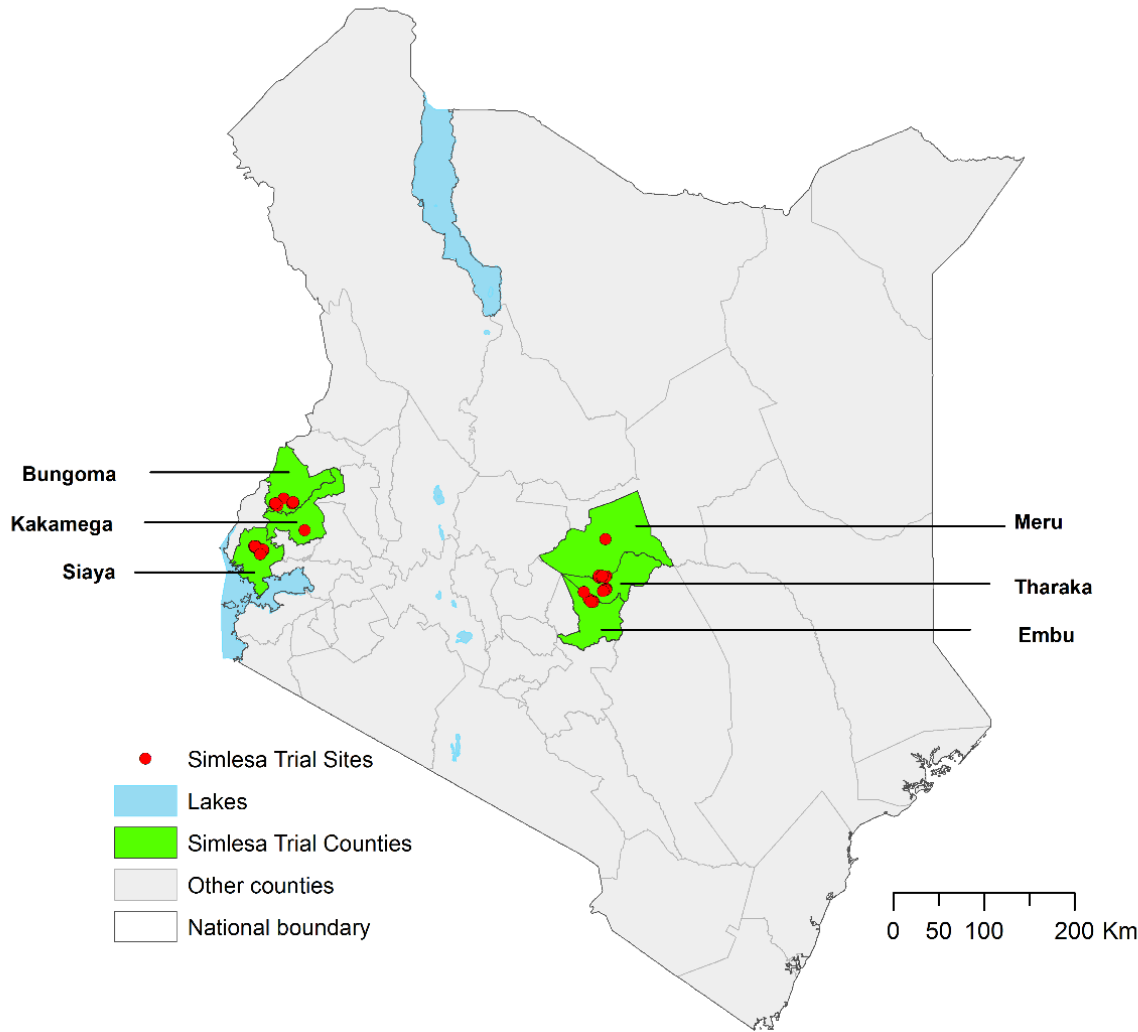 Bungoma
Kakamega
Siaya
Meru
Tharaka
Embu
Simlesa Trial Sites
Lakes
Simlesa Trial Counties
Other counties
National boundary
0 50 100 200 Km